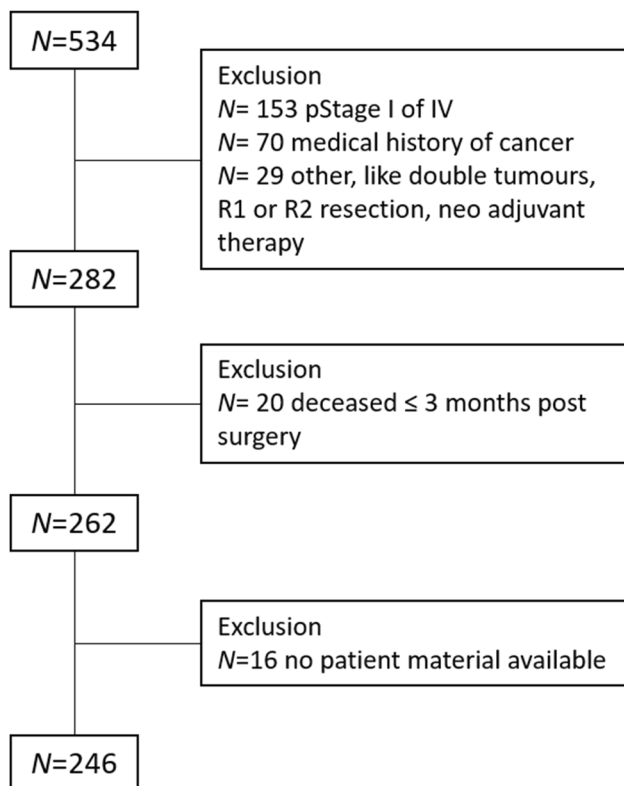 N=534
Exclusion
N= 153 pStage I of IV
N= 70 medical history of cancer
N= 29 other, like double tumours,
R1 or R2 resection, neo adjuvant
therapy
N=282
Exclusion
N= 20 deceased ≤ 3 months post
surgery
N=262
Exclusion
N=16 no patient material available
N=246